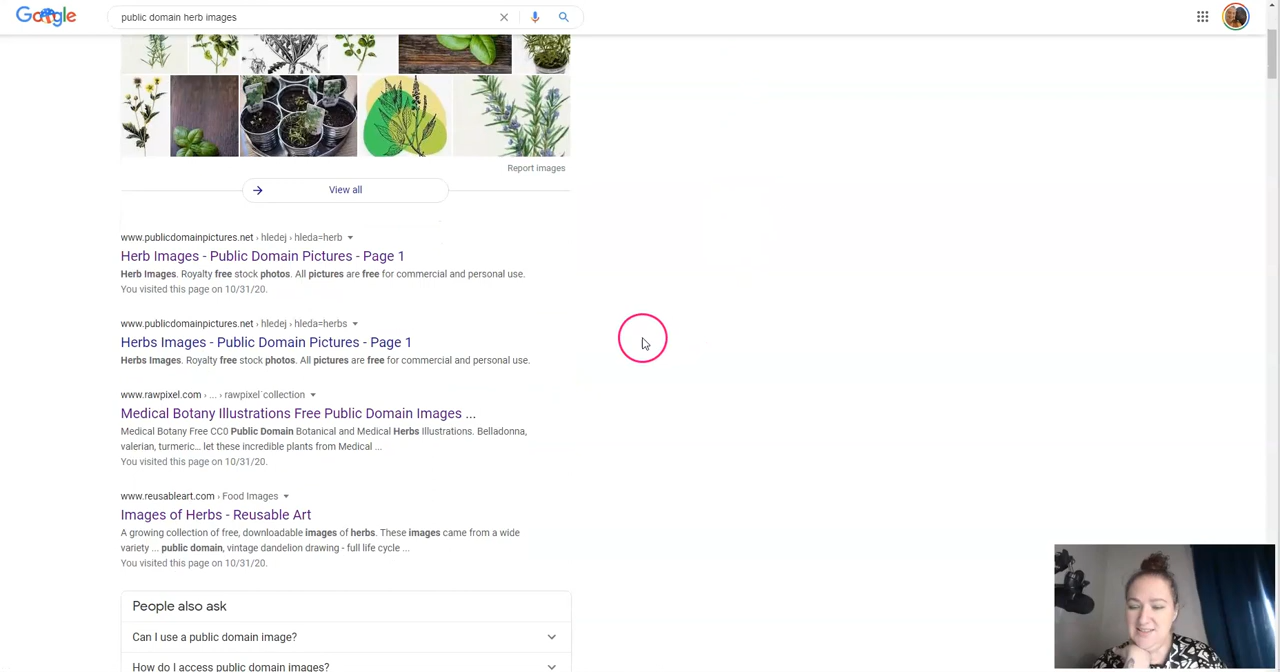 Google
public domain herb images
Report images
View all
www.publicdomainpictures.net › hledej › hleda=herb
Herb Images - Public Domain Pictures - Page 1
Herb Images. Royalty free stock photos. All pictures are free for commercial and personal use.
You visited this page on 10/31/20.
www.publicdomainpictures.net › hledej › hleda=herbs
Herbs Images - Public Domain Pictures - Page 1
Herbs Images. Royalty free stock photos. All pictures are free for commercial and personal use.
www.rawpixel.com › ... › rawpixel`collection
Medical Botany Illustrations Free Public Domain Images ...
Medical Botany Free CC0 Public Domain Botanical and Medical Herbs Illustrations. Belladonna,
valerian, turmeric… let these incredible plants from Medical ...
You visited this page on 10/31/20.
www.reusableart.com › Food Images
Images of Herbs - Reusable Art
A growing collection of free, downloadable images of herbs. These images came from a wide
variety ... public domain, vintage dandelion drawing - full life cycle ...
You visited this page on 10/31/20.
People also ask
Can I use a public domain image?
How do I access public domain images?